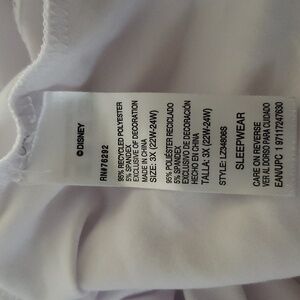 © DISNEY
RN#76292
95% RECYCLED POLYESTER
5% SPANDEX
EXCLUSIVE OF DECORATION
MADE IN CHINA
SIZE: 3X (22W-24W)
95% POLIÉSTER RECICLADO
5% SPANDEX
EXCLUSIVO DE DECORACIÓN
HECHO EN CHINA
TALLA: 3X (22W-24W)
STYLE: LZ34806S
SLEEPWEAR
CARE ON REVERSE
VER AL DORSO PARA CUIDADO
EAN/UPC 1 97117247630